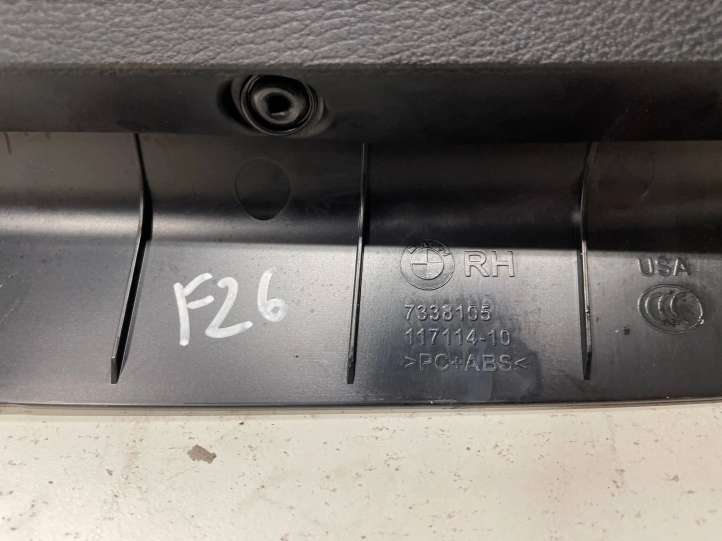 RH
USA
F26
7338105
117114-10
>PC+ABS<